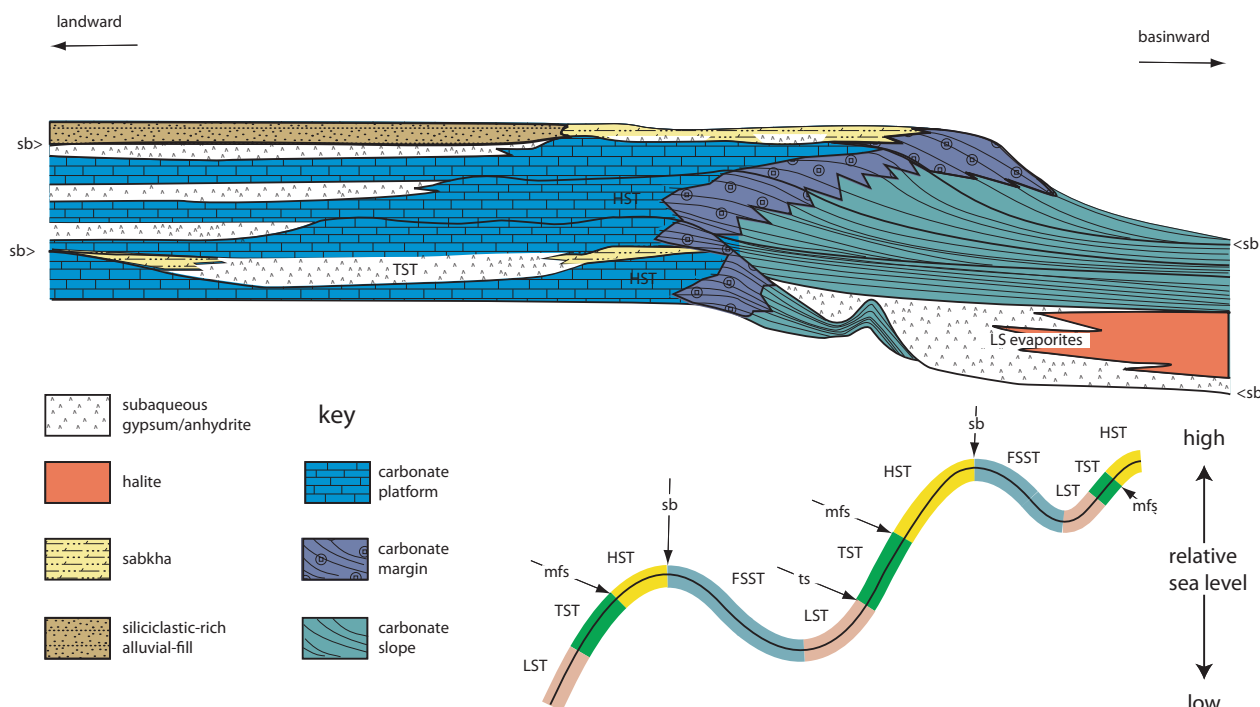 landward
basinward
sb>
HST
sb>
<sb
TST
HST
LS evaporites
<sb
subaqueous
gypsum/anhydrite
key
halite
carbonate
platform
sabkha
carbonate
margin
siliciclastic-rich
alluvial-fill
carbonate
slope
LST
TST
mfs
HST
sb
FSST
LST
ts
TST
mfs
HST
sb
FSST
LST
TST
mfs
HST
high
relative
sea level
low